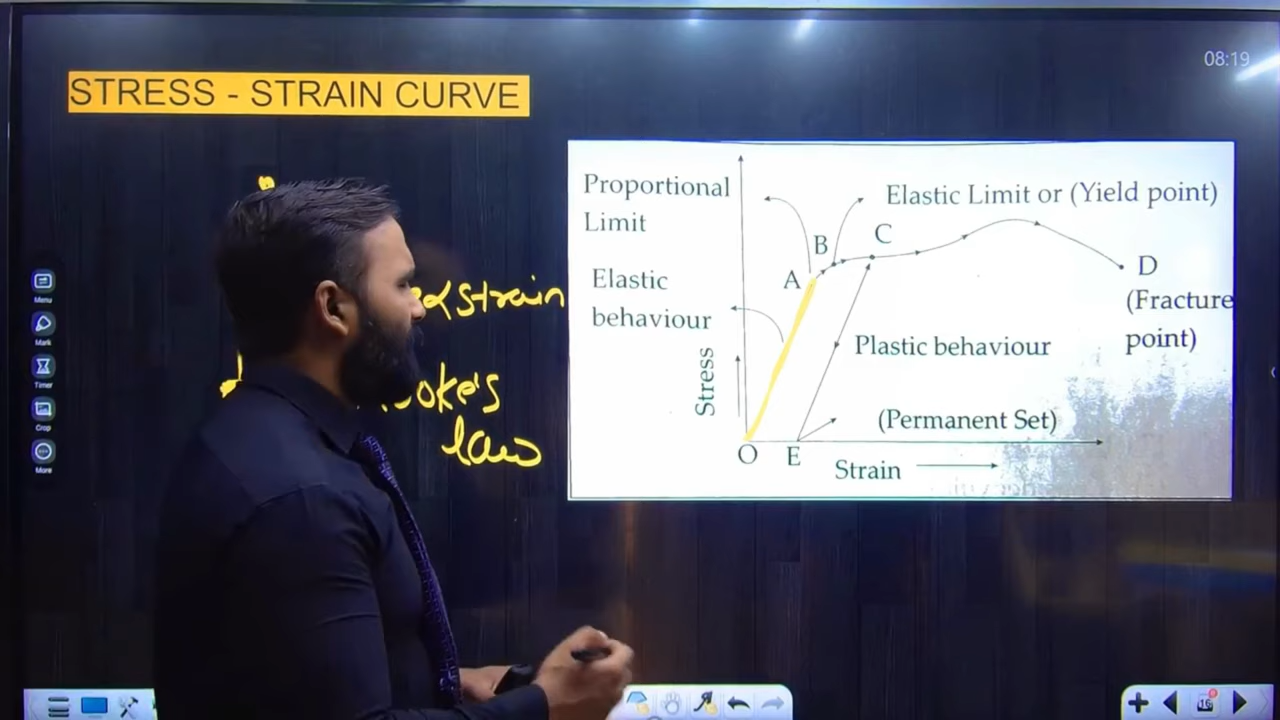 08:19
STRESS - STRAIN CURVE
Proportional
Limit
Elastic Limit or (Yield point)
B
C
A
D
Elastic
behaviour
(Fracture
point)
Plastic behaviour
Stress
(Permanent Set)
O
E
Strain
strain
law
Menu
Mark
Timer
Crop
More
16